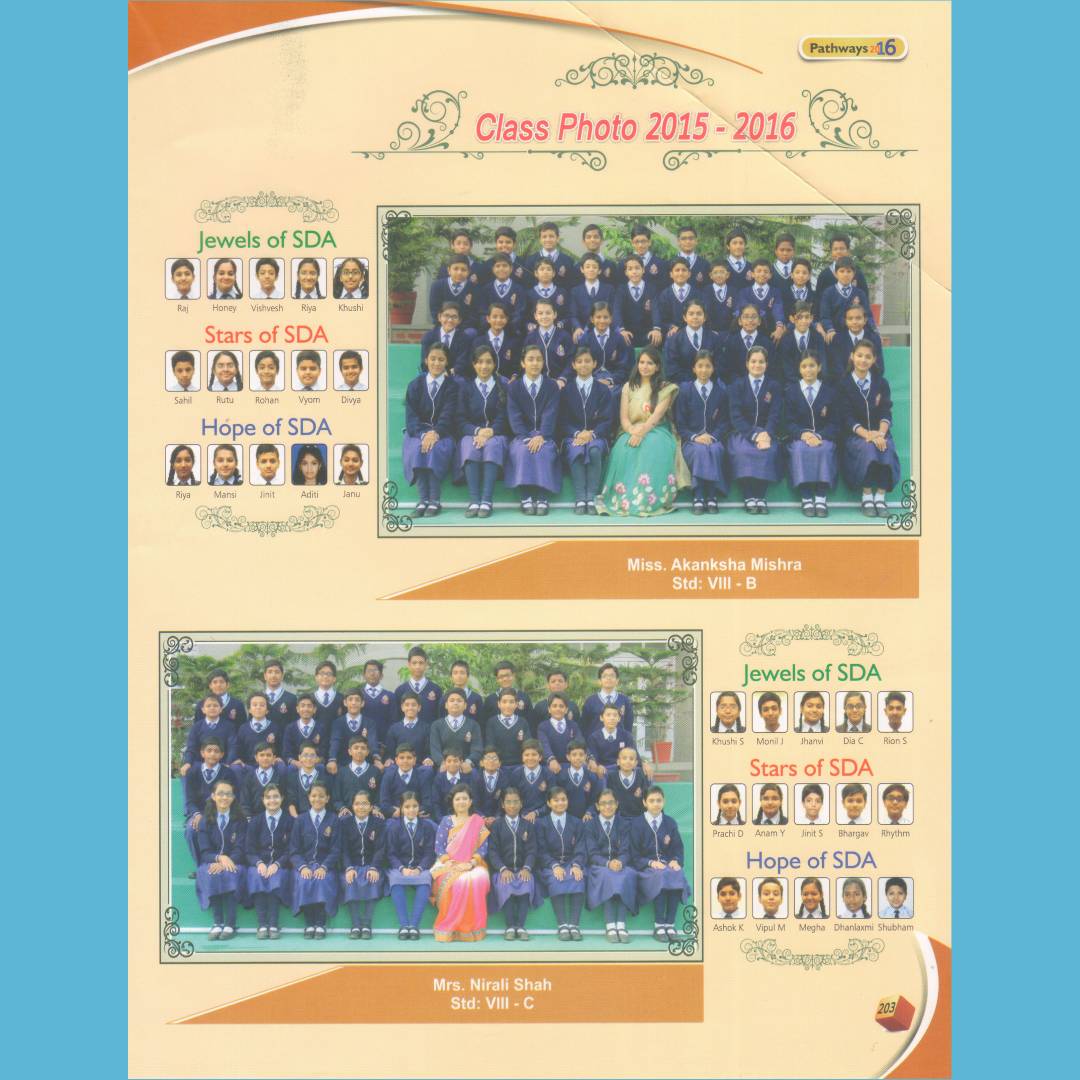 Pathways 2016
Class Photo 2015 - 2016
Jewels of SDA
Raj Honey Vishvesh Riya Khushi
Stars of SDA
Sahil Rutu Rohan Vyom Divya
Hope of SDA
Riya Mansi Jinit Aditi Janu
Miss. Akanksha Mishra
Std: VIII - B
Jewels of SDA
Khushi S Monil J Jhanvi Dia C Rion S
Stars of SDA
Prachi D Anam Y Jinit S Bhargav Rhythm
Hope of SDA
Ashok K Vipul M Megha Dhanlaxmi Shubham
Mrs. Nirali Shah
Std: VIII - C
203